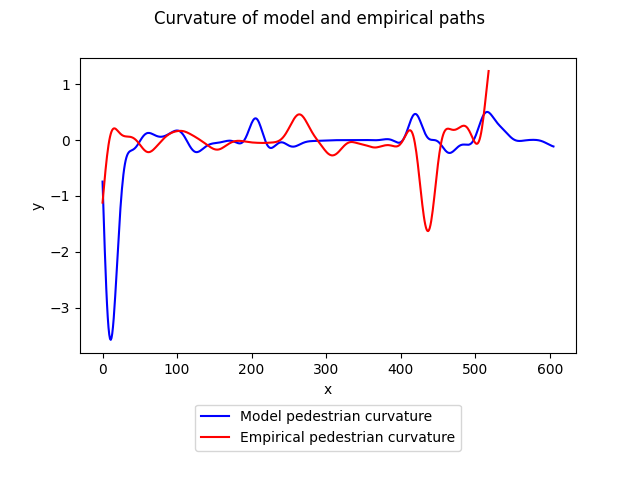 Curvature of model and empirical paths
1
0
−1
−2
−3
y
0 100 200 300 400 500 600
x
Model pedestrian curvature
Empirical pedestrian curvature